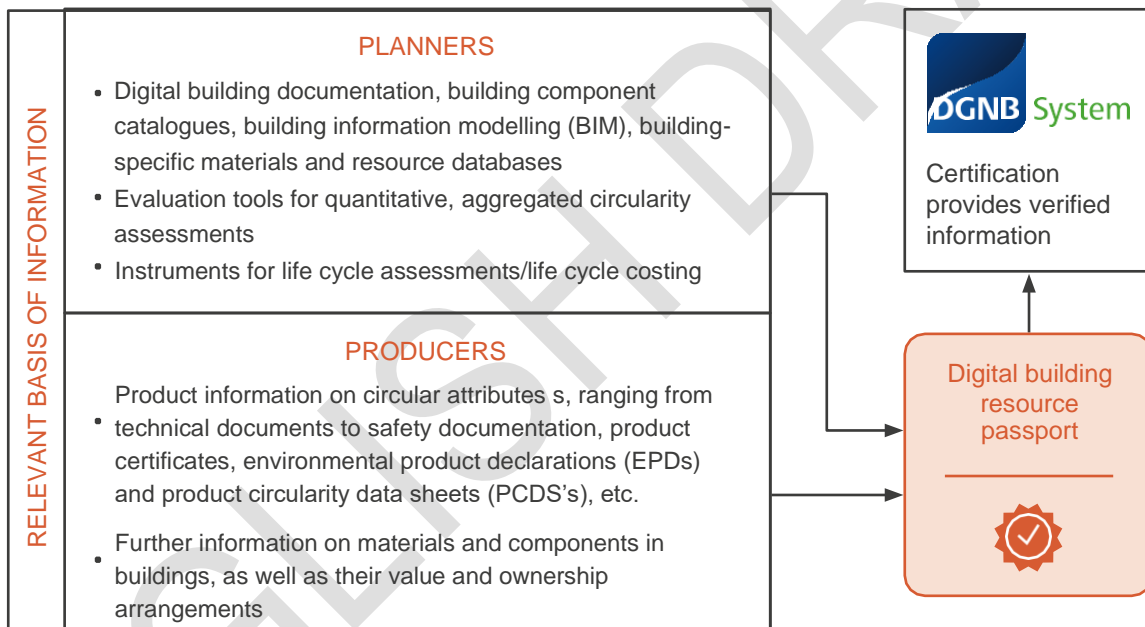 RELEVANT BASIS OF INFORMATION
PLANNERS
• Digital building documentation, building component
catalogues, building information modelling (BIM), building-
specific materials and resource databases
• Evaluation tools for quantitative, aggregated circularity
assessments
• Instruments for life cycle assessments/life cycle costing
PRODUCERS
Product information on circular attributes s, ranging from
• technical documents to safety documentation, product
certificates, environmental product declarations (EPDs)
and product circularity data sheets (PCDS's), etc.
Further information on materials and components in
• buildings, as well as their value and ownership
arrangements
DGNB System
Certification
provides verified
information
Digital building
resource
passport
GLISH DRA